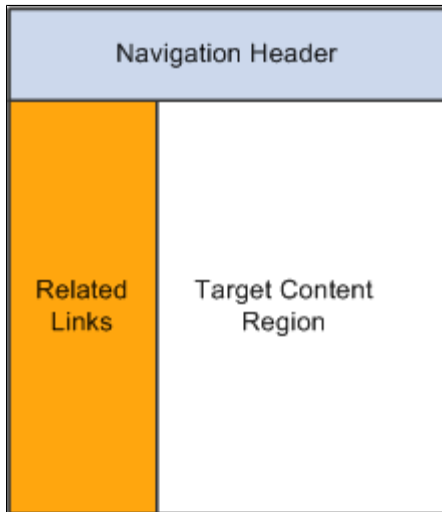 Navigation Header
Related
Links
Target Content
Region